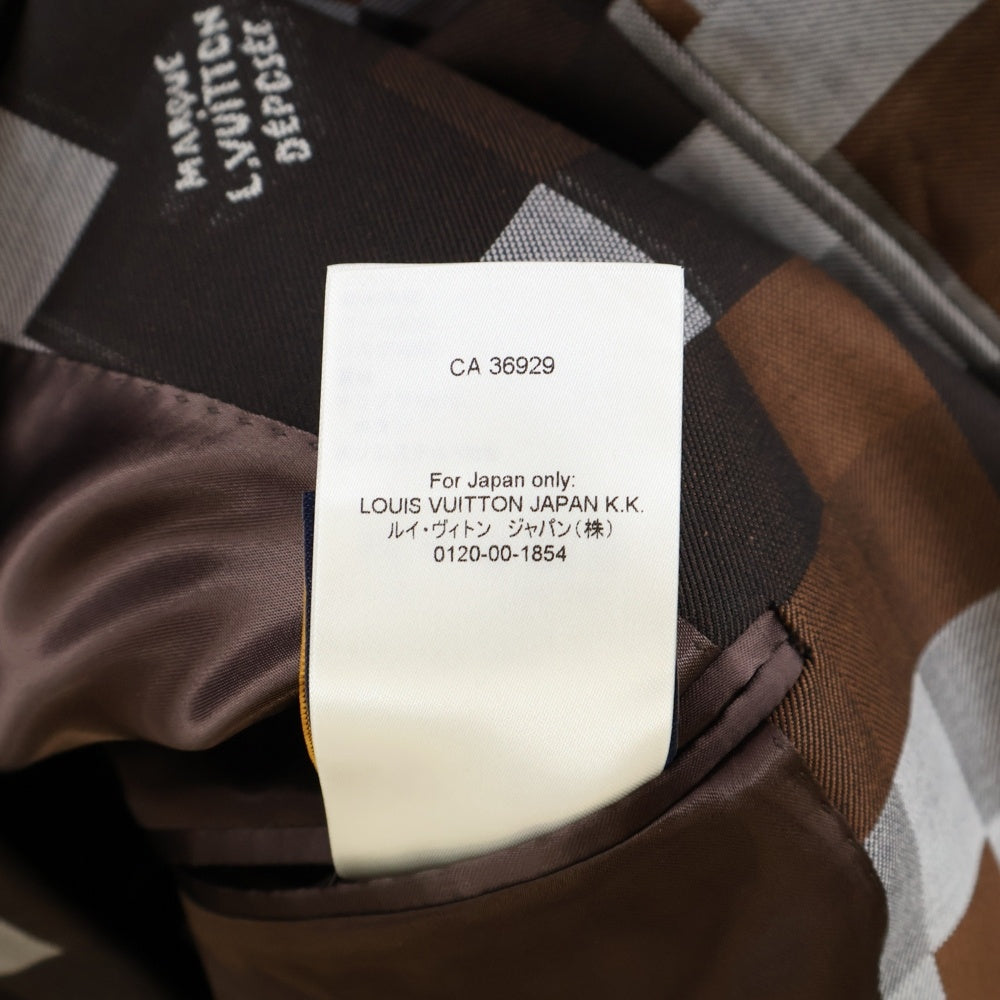 MARQUE
L.VUITTON
DÉPOSÉE
CA 36929
For Japan only:
LOUIS VUITTON JAPAN K.K.
ルイ・ヴィトン ジャパン(株)
0120-00-1854